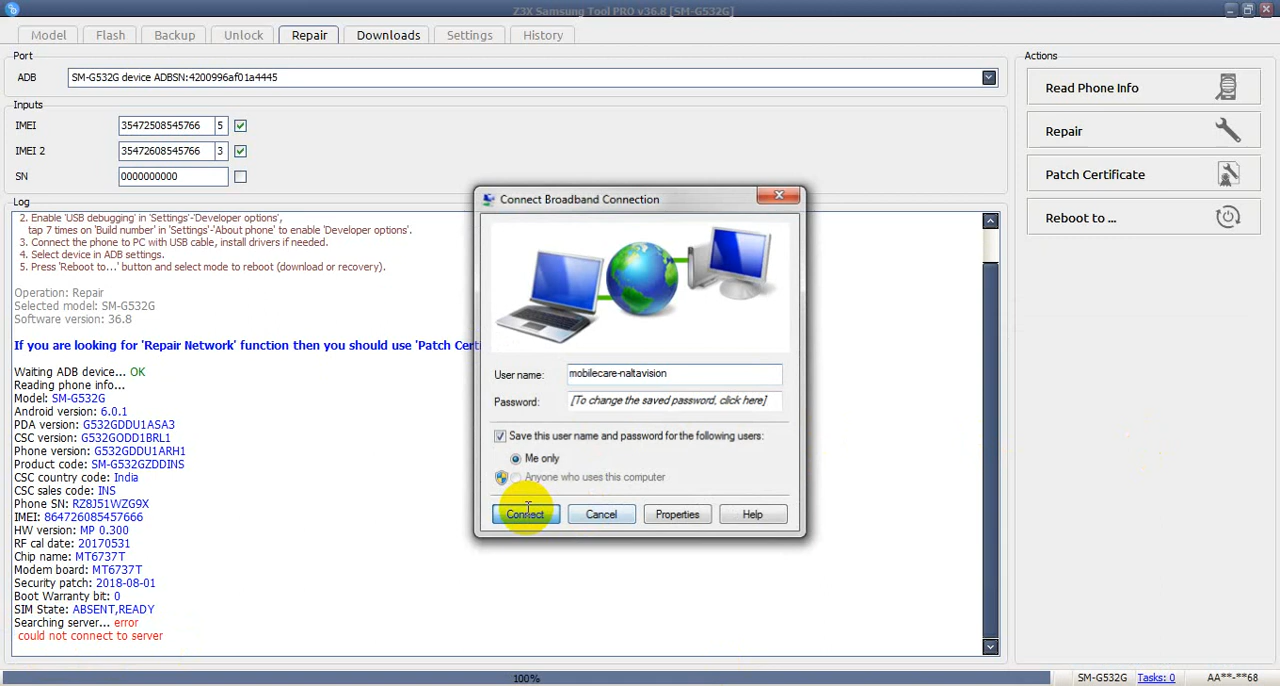 Z3X Samsung Tool PRO v36.8 [SM-G532G]
Model Flash Backup Unlock Repair Downloads Settings History
Port
ADB SM-G532G device ADBSN:4200996af01a4445
Inputs
IMEI 35472508545766 5
IMEI 2 35472608545766 3
SN 0000000000
Log
2. Enable 'USB debugging' in 'Settings'-'Developer options',
tap 7 times on 'Build number' in 'Settings'-'About phone' to enable 'Developer options'.
3. Connect the phone to PC with USB cable, install drivers if needed.
4. Select device in ADB settings.
5. Press 'Reboot to...' button and select mode to reboot (download or recovery).
Operation: Repair
Selected model: SM-G532G
Software version: 36.8
If you are looking for 'Repair Network' function then you should use 'Patch Cert
Waiting ADB device... OK
Reading phone info...
Model: SM-G532G
Android version: 6.0.1
PDA version: G532GDDU1ASA3
CSC version: G532GODD1BRL1
Phone version: G532GDDU1ARH1
Product code: SM-G532GZDDINS
CSC country code: India
CSC sales code: INS
Phone SN: RZ8J51WZG9X
IMEI: 864726085457666
HW version: MP 0.300
RF cal date: 20170531
Chip name: MT6737T
Modem board: MT6737T
Security patch: 2018-08-01
Boot Warranty bit: 0
SIM State: ABSENT,READY
Searching server... error
could not connect to server
Connect Broadband Connection
User name: mobilecare-naltavision
Password: [To change the saved password, click here]
Save this user name and password for the following users:
Me only
Anyone who uses this computer
Connect Cancel Properties Help
Actions
Read Phone Info
Repair
Patch Certificate
Reboot to ...
100% SM-G532G Tasks: 0 AA**-**68